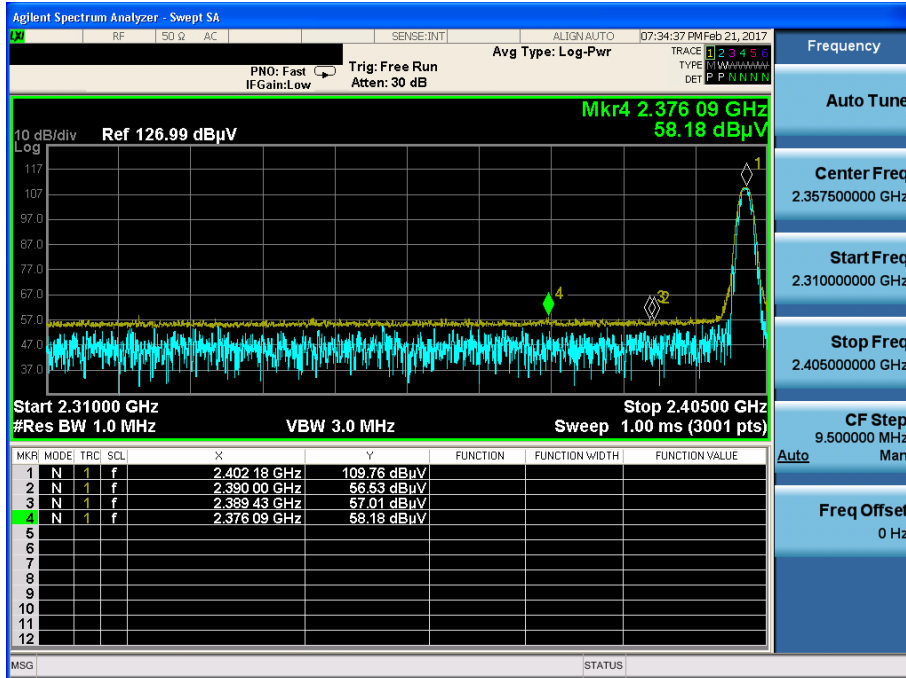 Agilent Spectrum Analyzer - Swept SA
LXI RF 50 Ω AC SENSE:INT ALIGNAUTO 07:34:37 PM Feb 21, 2017
Frequency
PNO: Fast Trig: Free Run Avg Type: Log-Pwr TRACE 1 2 3 4 5 6
IFGain:Low Atten: 30 dB TYPE M WWWWW
DET P P N N N N
Auto Tune
Mkr4 2.376 09 GHz
58.18 dBµV
10 dB/div Ref 126.99 dBµV
Log
117
107
97.0
87.0
77.0
67.0
57.0
47.0
37.0
1
4
3 2
Start 2.31000 GHz Stop 2.40500 GHz
#Res BW 1.0 MHz VBW 3.0 MHz Sweep 1.00 ms (3001 pts)
Center Freq
2.357500000 GHz
Start Freq
2.310000000 GHz
Stop Freq
2.405000000 GHz
CF Step
9.500000 MHz
Auto Man
Freq Offset
0 Hz
MKR MODE TRC SCL X Y FUNCTION FUNCTION WIDTH FUNCTION VALUE
1 N 1 f 2.402 18 GHz 109.76 dBµV
2 N 1 f 2.390 00 GHz 56.53 dBµV
3 N 1 f 2.389 43 GHz 57.01 dBµV
4 N 1 f 2.376 09 GHz 58.18 dBµV
5
6
7
8
9
10
11
12
MSG STATUS